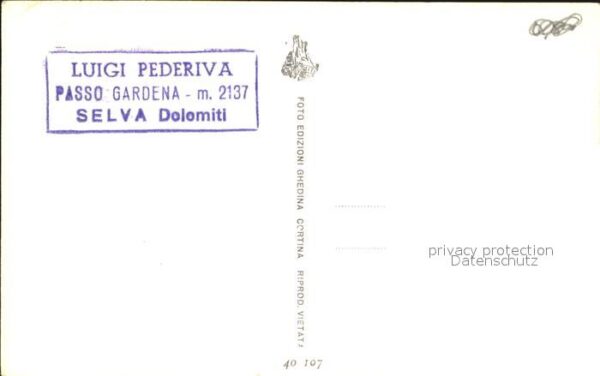 LUIGI PEDERIVA
PASSO GARDENA - m. 2137
SELVA Dolomiti
FOTO EDIZIONI GHEDINA CORTINA RIPROD. VIETATA
privacy protection
Datenschutz
40 107